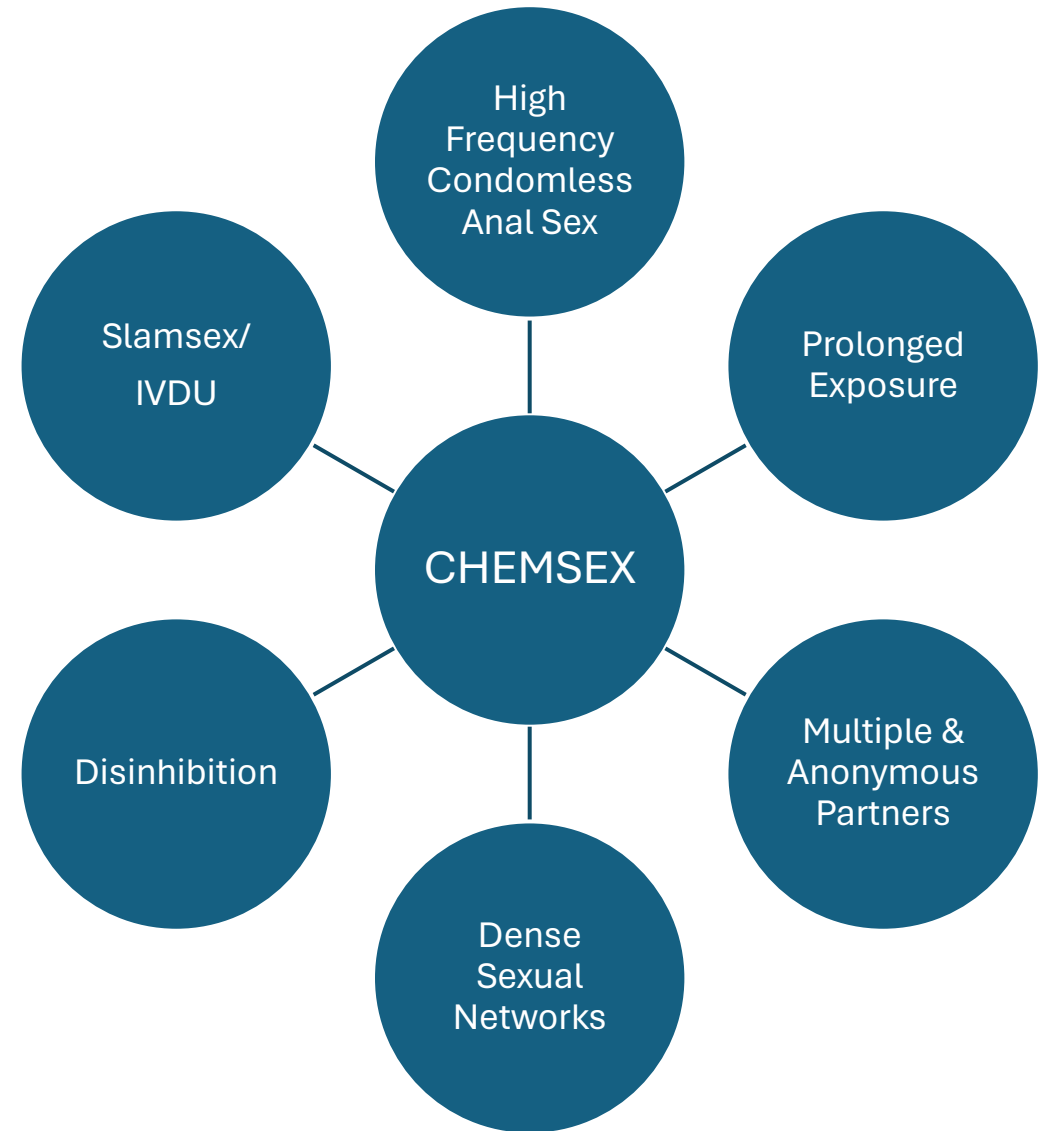 High
Frequency
Condomless
Anal Sex
Slamsex/
IVDU
Prolonged
Exposure
CHEMSEX
Disinhibition
Multiple &
Anonymous
Partners
Dense
Sexual
Networks